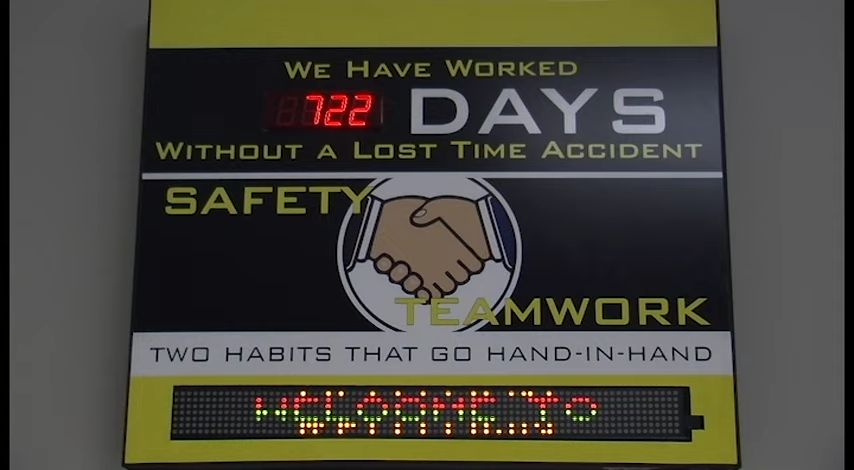 WE HAVE WORKED
722 DAYS
WITHOUT A LOST TIME ACCIDENT
SAFETY
TEAMWORK
TWO HABITS THAT GO HAND-IN-HAND
WELCOME TO